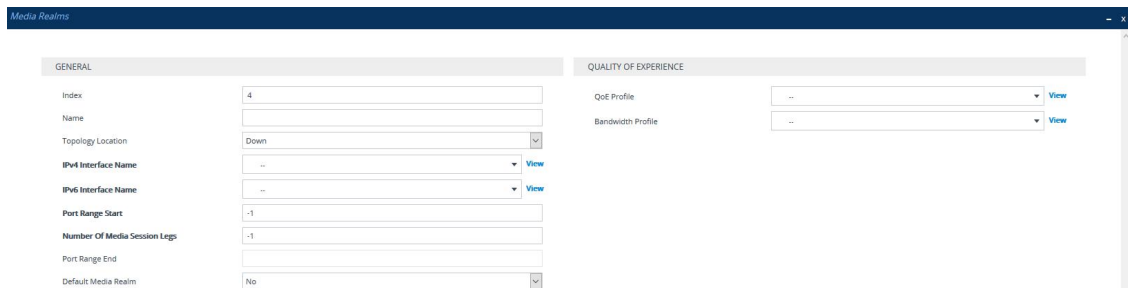 Media Realms
– x
GENERAL
Index 4
Name
Topology Location Down
IPv4 Interface Name -- View
IPv6 Interface Name -- View
Port Range Start -1
Number Of Media Session Legs -1
Port Range End
Default Media Realm No
QUALITY OF EXPERIENCE
QoE Profile -- View
Bandwidth Profile -- View